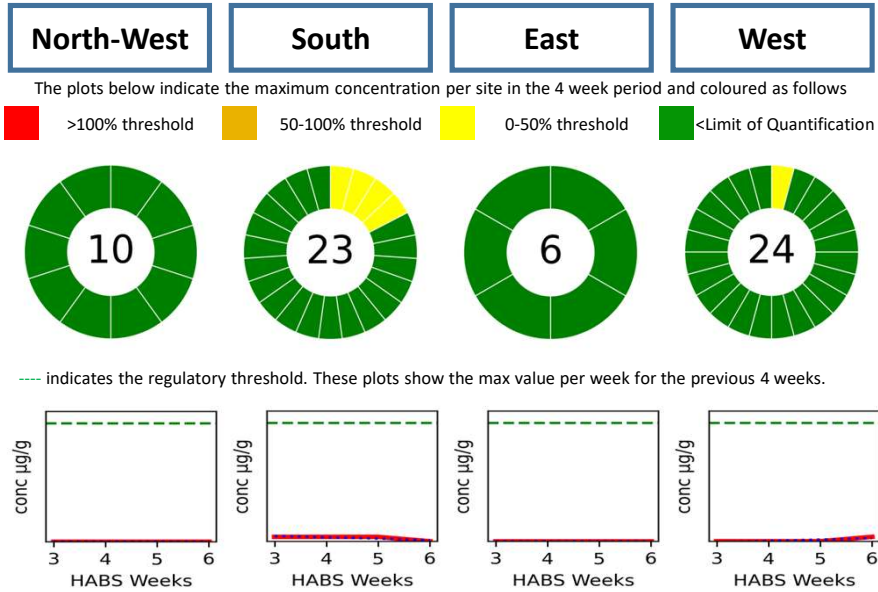 North-West South East West
The plots below indicate the maximum concentration per site in the 4 week period and coloured as follows
>100% threshold 50-100% threshold 0-50% threshold <Limit of Quantification
10 23 6 24
---- indicates the regulatory threshold. These plots show the max value per week for the previous 4 weeks.
conc µg/g conc µg/g conc µg/g conc µg/g
3 4 5 6 3 4 5 6 3 4 5 6 3 4 5 6
HABS Weeks HABS Weeks HABS Weeks HABS Weeks